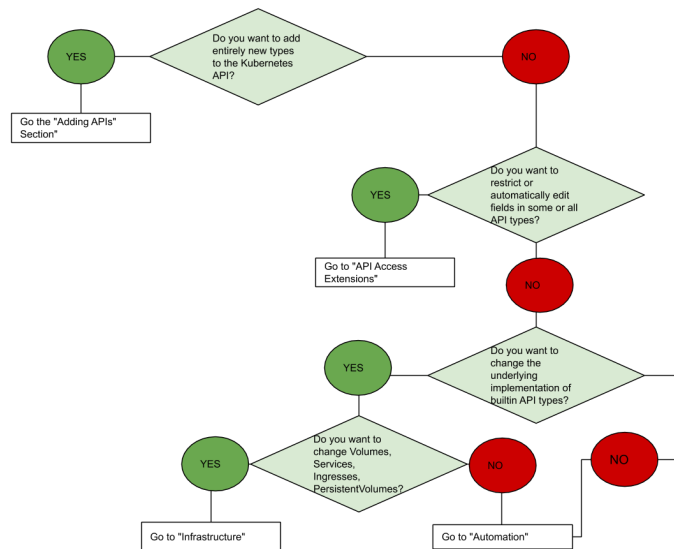 Do you want to add
entirely new types
to the Kubernetes
API?
YES
NO
Go the "Adding APIs"
Section"
Do you want to
restrict or
automatically edit
fields in some or all
API types?
YES
Go to "API Access
Extensions"
NO
Do you want to
change the
underlying
implementation of
builtin API types?
YES
Do you want to
change Volumes,
Services,
Ingresses,
PersistentVolumes?
YES
NO
NO
Go to "Infrastructure"
Go to "Automation"